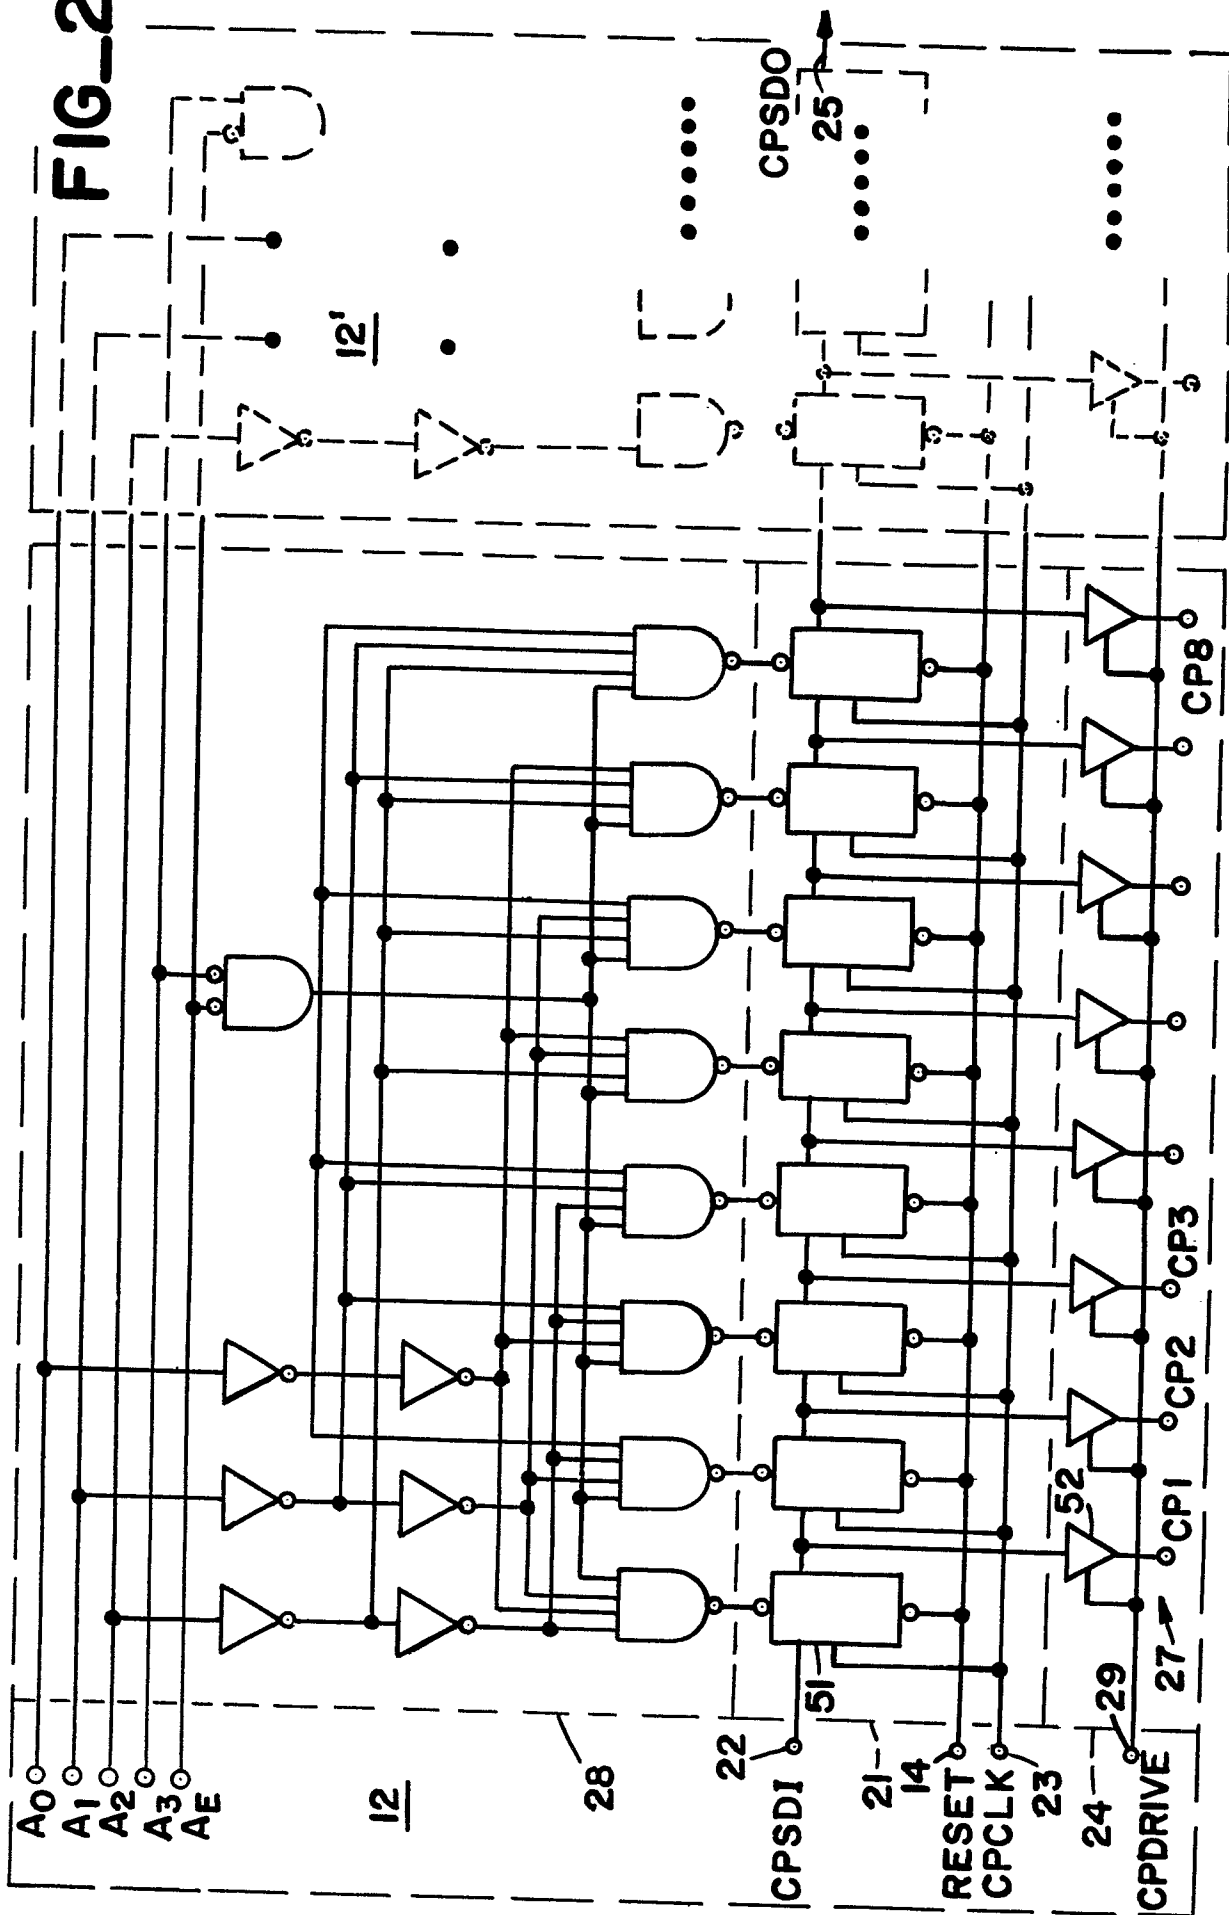 FIG_2
A0
A1
A2
A3
AE
12
12'
28
22
CPSDI
51
21
14
RESET
CPCLK
23
24
29
CPDRIVE
27
52
CP1
CP2
CP3
CP8
CPSDO
25